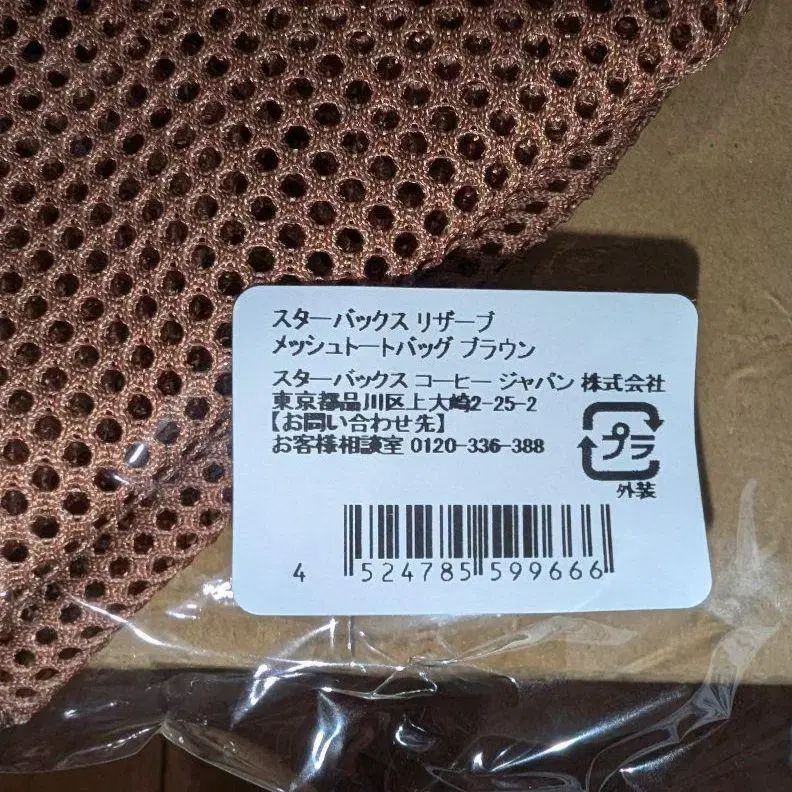 スターバックス リザーブ
メッシュトートバッグ ブラウン
スターバックス コーヒー ジャパン 株式会社
東京都品川区上大崎2-25-2
【お問い合わせ先】
お客様相談室 0120-336-388
プラ
外装
4 524785 599666